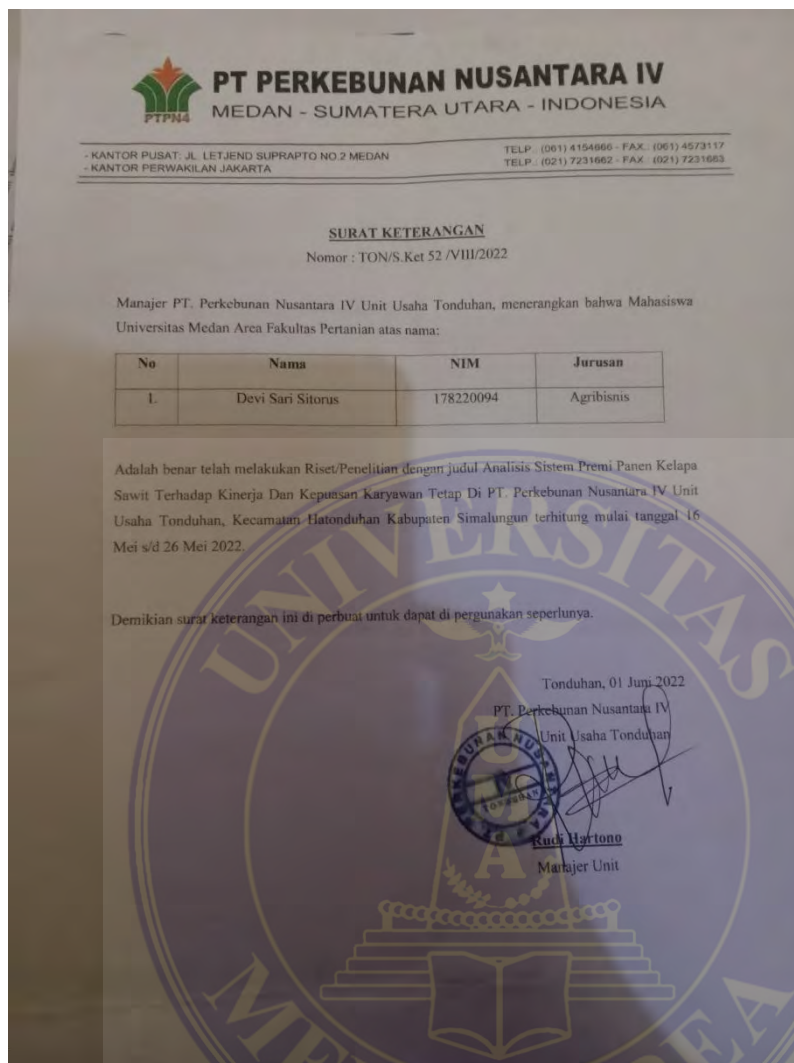 PTPN4
PT PERKEBUNAN NUSANTARA IV
MEDAN - SUMATERA UTARA - INDONESIA
- KANTOR PUSAT: JL. LETJEND SUPRAPTO NO.2 MEDAN
- KANTOR PERWAKILAN JAKARTA
TELP. : (061) 4154666 - FAX. : (061) 4573117
TELP. : (021) 7231662 - FAX. : (021) 7231663
SURAT KETERANGAN
Nomor : TON/S.Ket 52 /VIII/2022
Manajer PT. Perkebunan Nusantara IV Unit Usaha Tonduhan, menerangkan bahwa Mahasiswa
Universitas Medan Area Fakultas Pertanian atas nama:
No Nama NIM Jurusan
1. Devi Sari Sitorus 178220094 Agribisnis
Adalah benar telah melakukan Riset/Penelitian dengan judul Analisis Sistem Premi Panen Kelapa
Sawit Terhadap Kinerja Dan Kepuasan Karyawan Tetap Di PT. Perkebunan Nusantara IV Unit
Usaha Tonduhan, Kecamatan Hatonduhan Kabupaten Simalungun terhitung mulai tanggal 16
Mei s/d 26 Mei 2022.
Demikian surat keterangan ini di perbuat untuk dapat di pergunakan seperlunya.
Tonduhan, 01 Juni 2022
PT. Perkebunan Nusantara IV
Unit Usaha Tonduhan
PT. PERKEBUNAN NUSANTARA
TONDUHAN
Rudi Hartono
Manajer Unit
UNIVERSITAS
UMA